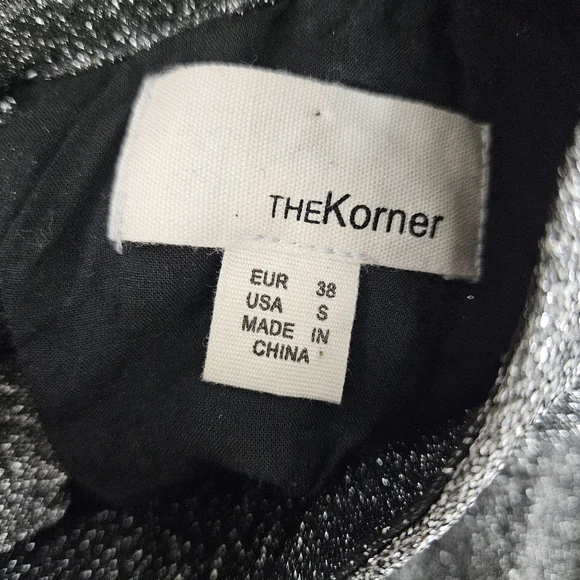 THEKorner
EUR 38
USA S
MADE IN
CHINA